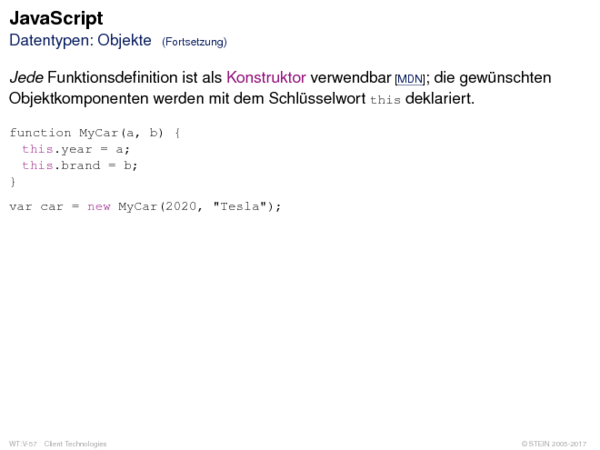 JavaScript
Datentypen: Objekte (Fortsetzung)
Jede Funktionsdefinition ist als Konstruktor verwendbar [MDN]; die gewünschten
Objektkomponenten werden mit dem Schlüsselwort this deklariert.
function MyCar(a, b) {
this.year = a;
this.brand = b;
}
var car = new MyCar(2020, "Tesla");
WT:V-57 Client Technologies © STEIN 2005-2017